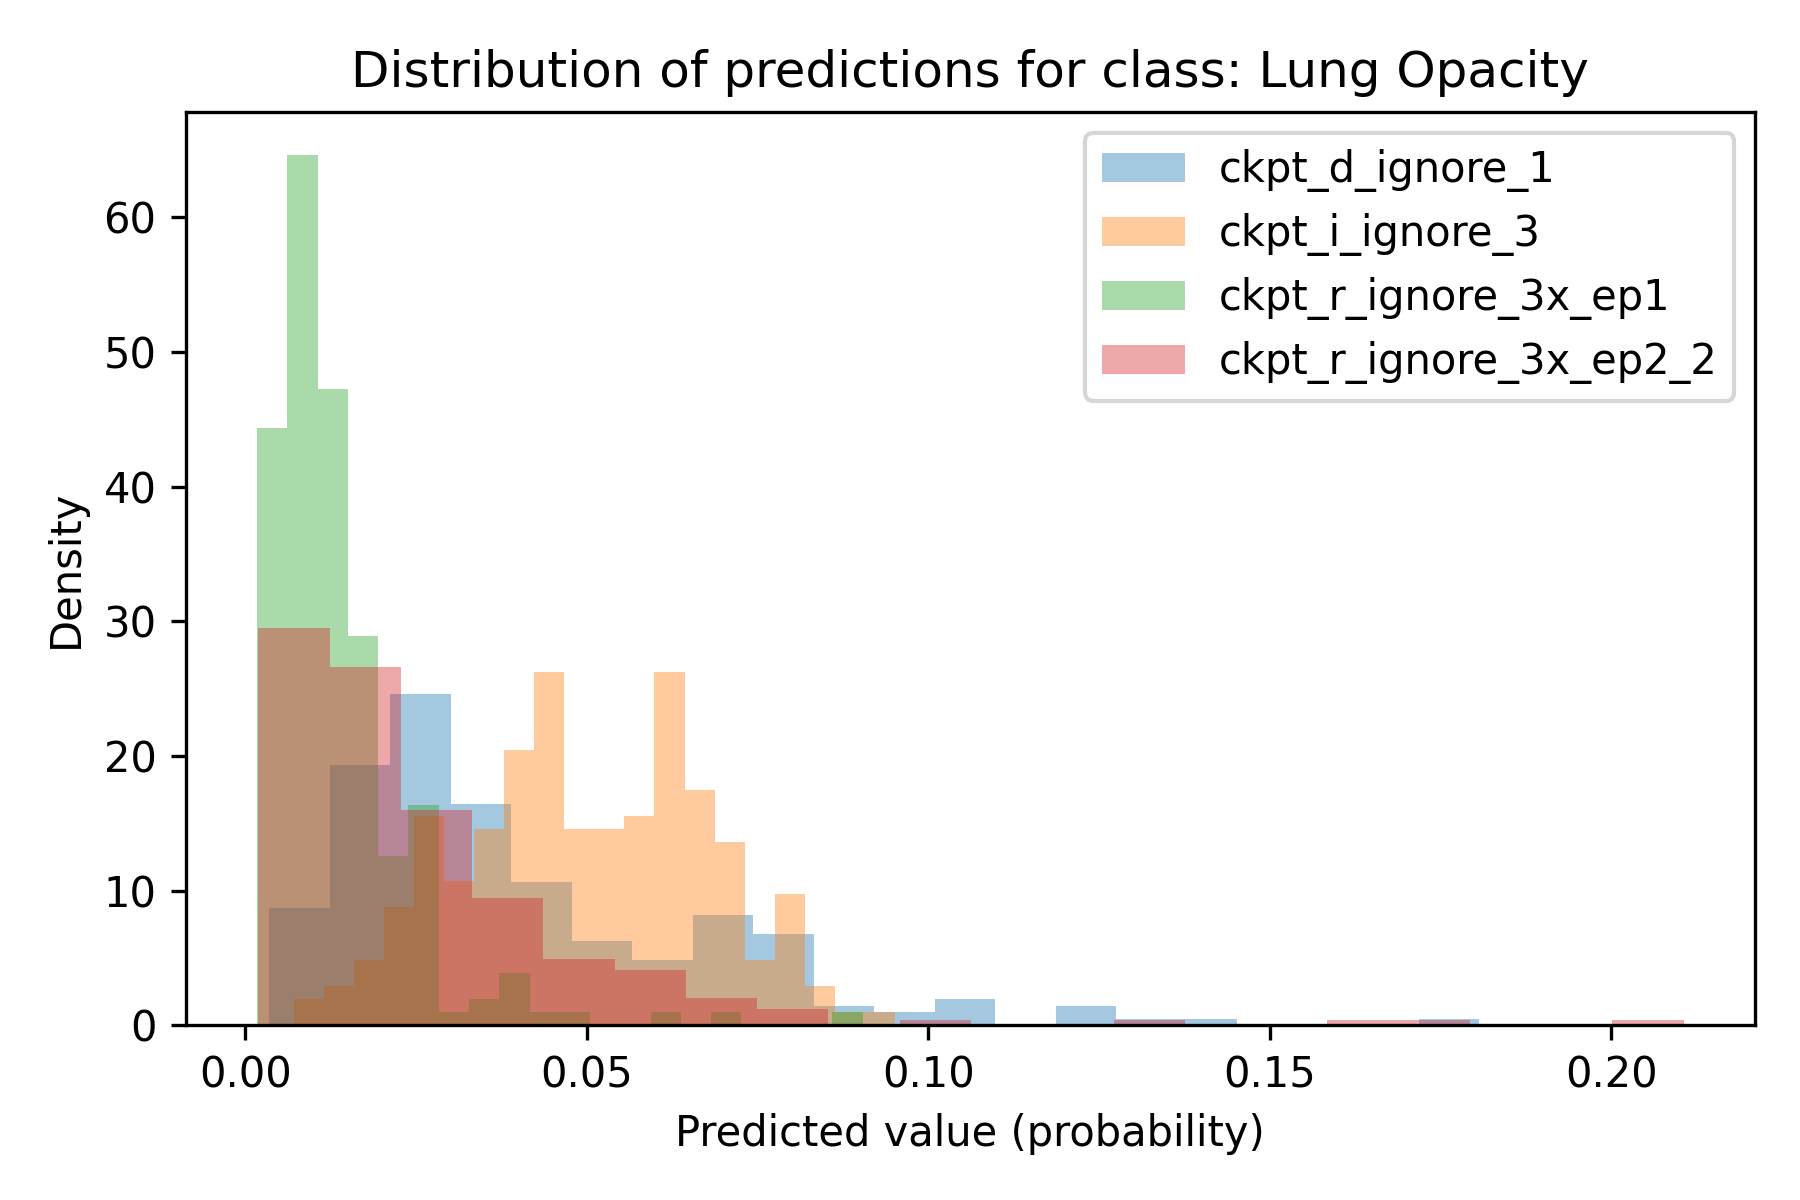 Distribution of predictions for class: Lung Opacity
ckpt_d_ignore_1
ckpt_i_ignore_3
ckpt_r_ignore_3x_ep1
ckpt_r_ignore_3x_ep2_2
Density
60
50
40
30
20
10
0
0.00 0.05 0.10 0.15 0.20
Predicted value (probability)